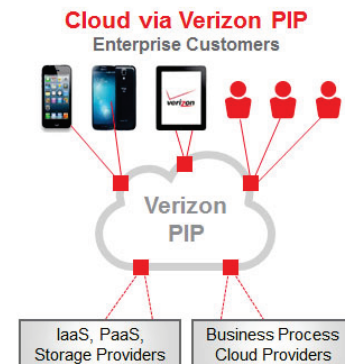 Cloud via Verizon PIP
Enterprise Customers
verizon
Verizon
PIP
IaaS, PaaS,
Storage Providers
Business Process
Cloud Providers